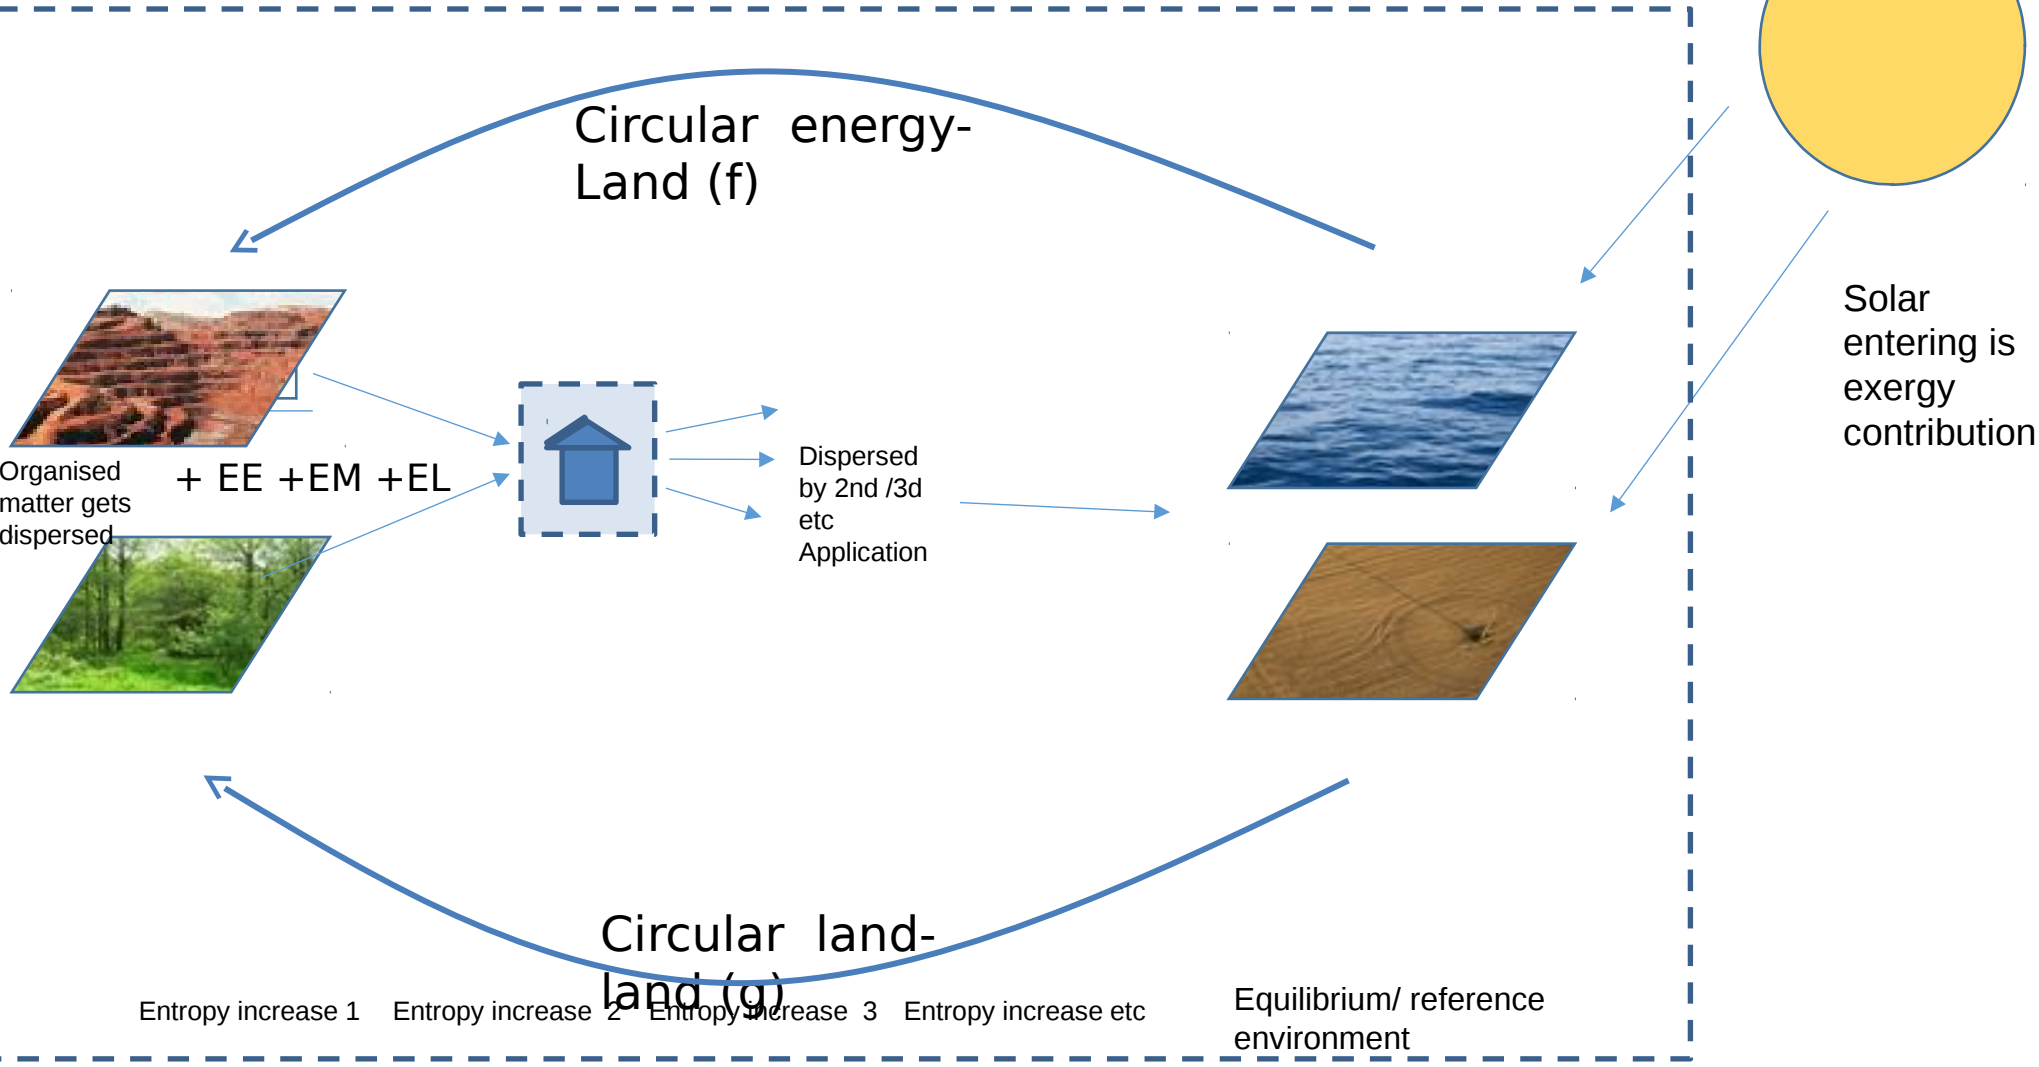 Circular energy-
Land (f)
Solar
entering is
exergy
contribution
Organised
matter gets
dispersed
+ EE +EM +EL
Dispersed
by 2nd /3d
etc
Application
Circular land-
land (g)
Entropy increase 1
Entropy increase 2
Entropy increase 3
Entropy increase etc
Equilibrium/ reference
environment